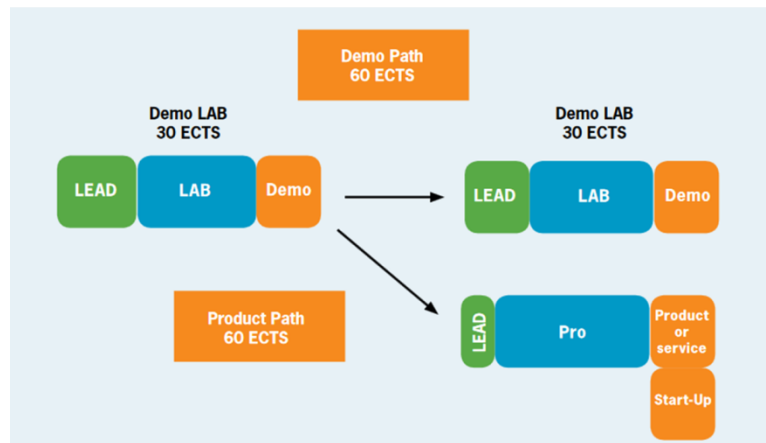 Demo Path
60 ECTS
Demo LAB
30 ECTS
Demo LAB
30 ECTS
LEAD
LAB
Demo
LEAD
LAB
Demo
Product Path
60 ECTS
LEAD
Pro
Product
or
service
Start-Up